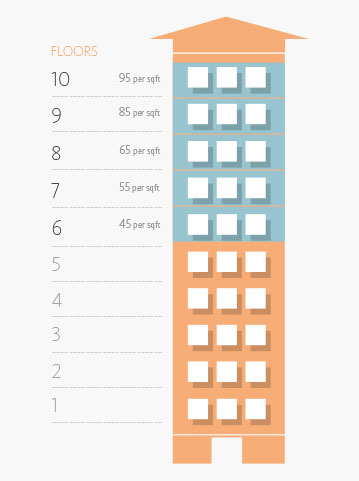 FLOORS
10 95 per sqft
9 85 per sqft
8 65 per sqft
7 55 per sqft
6 45 per sqft
5
4
3
2
1